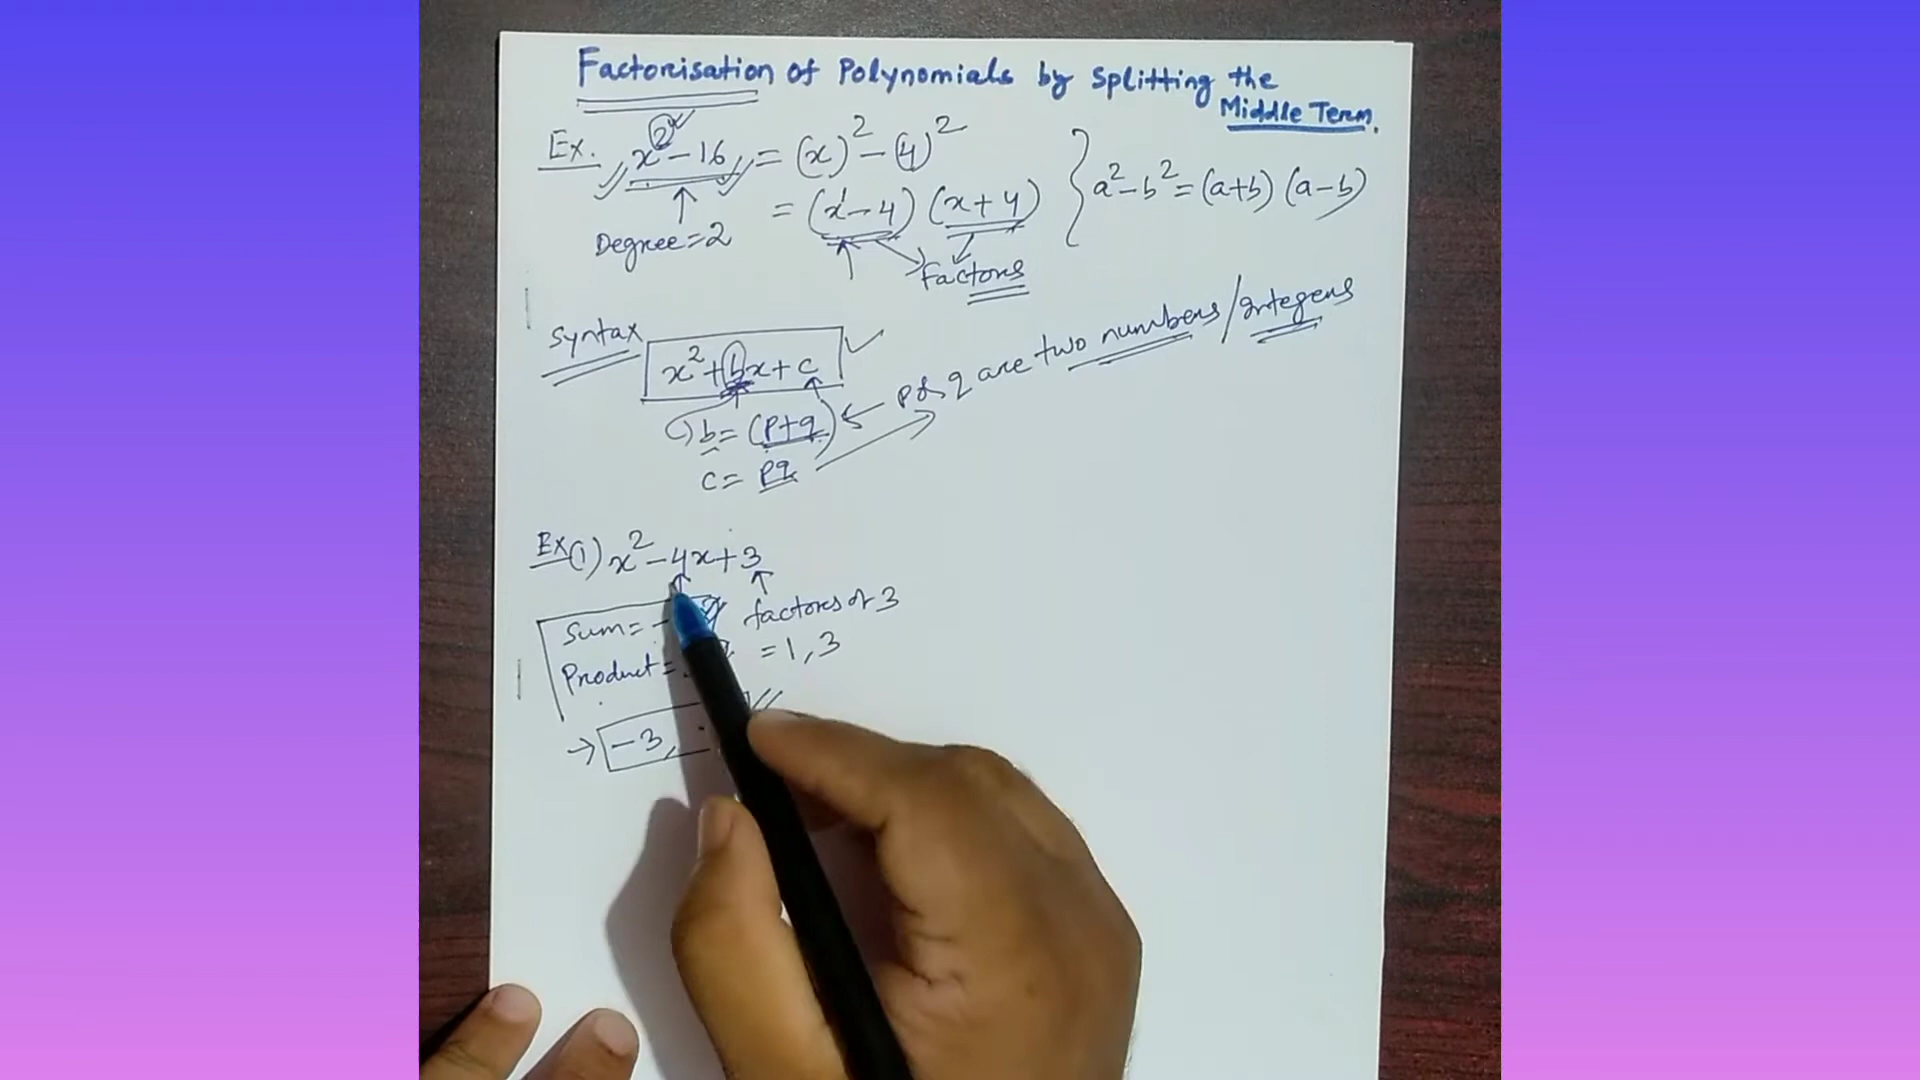 Factorisation of Polynomials by splitting the
Middle Term.
Ex. x² - 16 = (x)² - (4)²
= (x - 4) (x + 4)
Degree = 2
Factors
a² - b² = (a+b) (a-b)
Syntax
x² + bx + c
b = (p+q)
c = pq
p & q are two numbers/integers
Ex (1) x² - 4x + 3
Sum = -
Product =
factors of 3
= 1, 3
→ -3, -